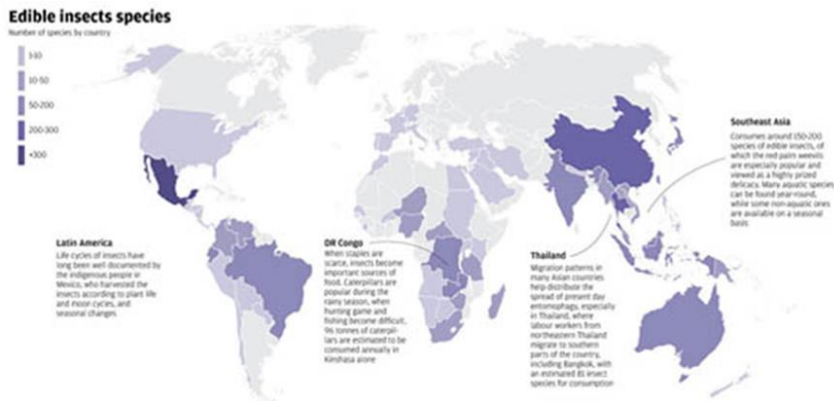 Edible insects species
Number of species by country
1-10
10-50
50-200
200-300
+300
Southeast Asia
Consumes around 150-200
species of edible insects, of
which the red palm weevils
are especially popular and
viewed as a highly prized
delicacy. Many aquatic species
can be found year-round,
while some non-aquatic ones
are available on a seasonal
basis
Latin America
Life cycles of insects have
long been well documented by
the indigenous people in
Mexico, who harvested the
insects according to plant life
and moon cycles, and
seasonal changes
DR Congo
When staples are
scarce, insects become
important sources of
food. Caterpillars are
popular during the
rainy season, when
hunting game and
fishing become difficult.
96 tonnes of caterpil-
lars are estimated to be
consumed annually in
Kinshasa alone
Thailand
Migration patterns in
many Asian countries
help distribute the
spread of present day
entomophagy, especially
in Thailand, where
labour workers from
northeastern Thailand
migrate to southern
parts of the country,
including Bangkok, with
an estimated 81 insect
species for consumption